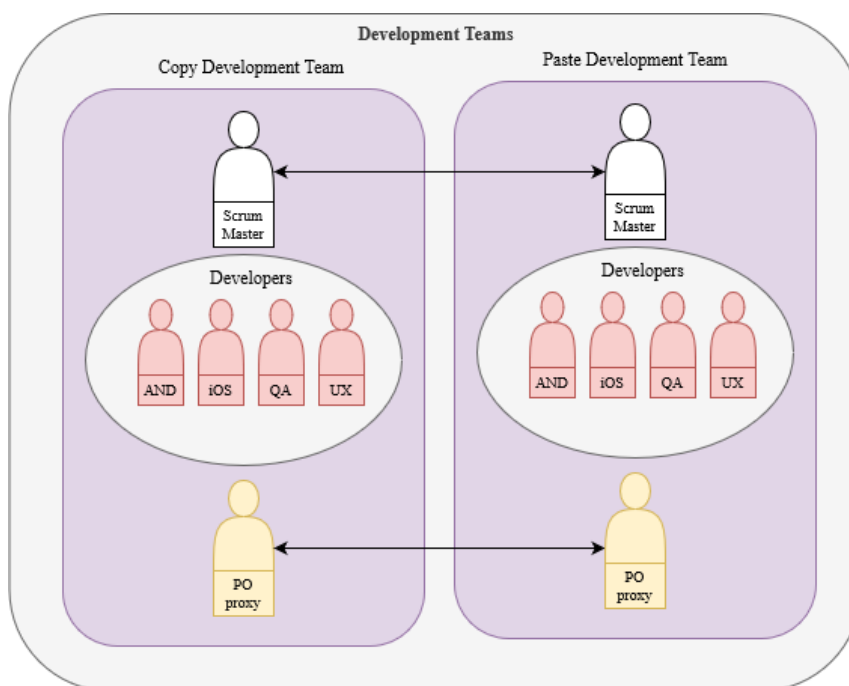 Development Teams
Copy Development Team
Paste Development Team
Scrum
Master
Scrum
Master
Developers
Developers
AND
iOS
QA
UX
AND
iOS
QA
UX
PO
proxy
PO
proxy